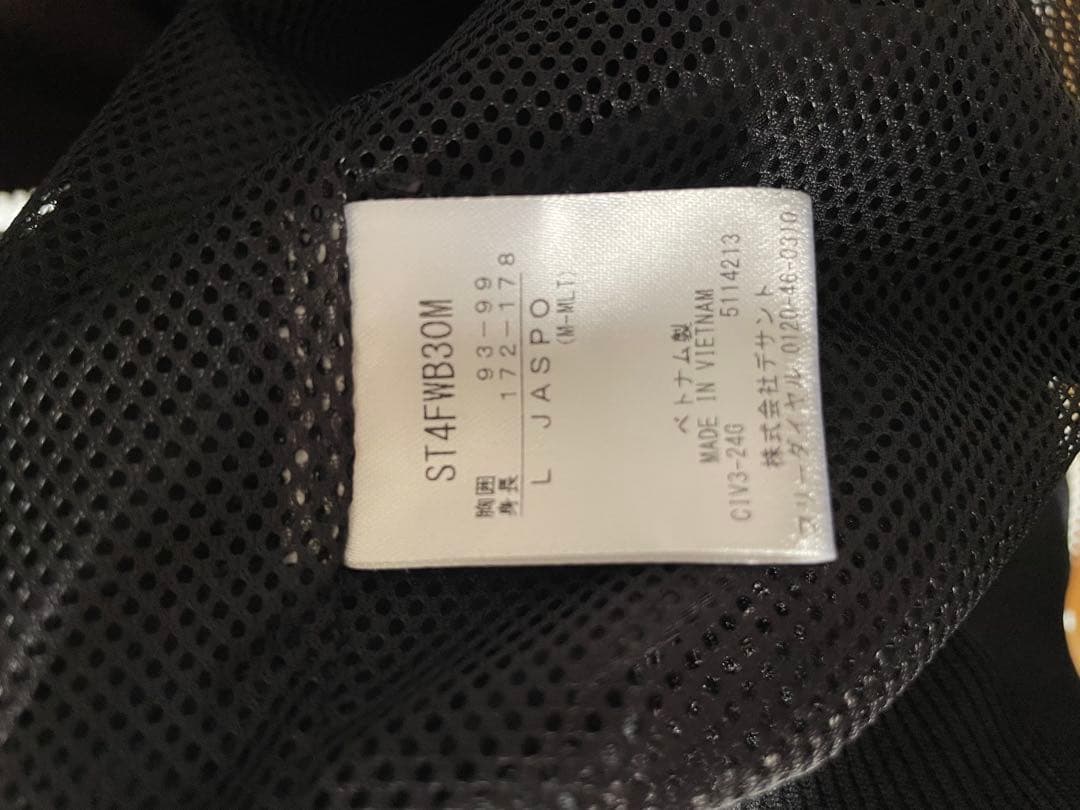 ST4FWB30M
胸囲 93-99
身長 172-178
L JASPO
(M-MLT)
ベトナム製
MADE IN VIETNAM
CIV3-24G 5114213
株式会社デサント
フリーダイヤル 0120-46-0310